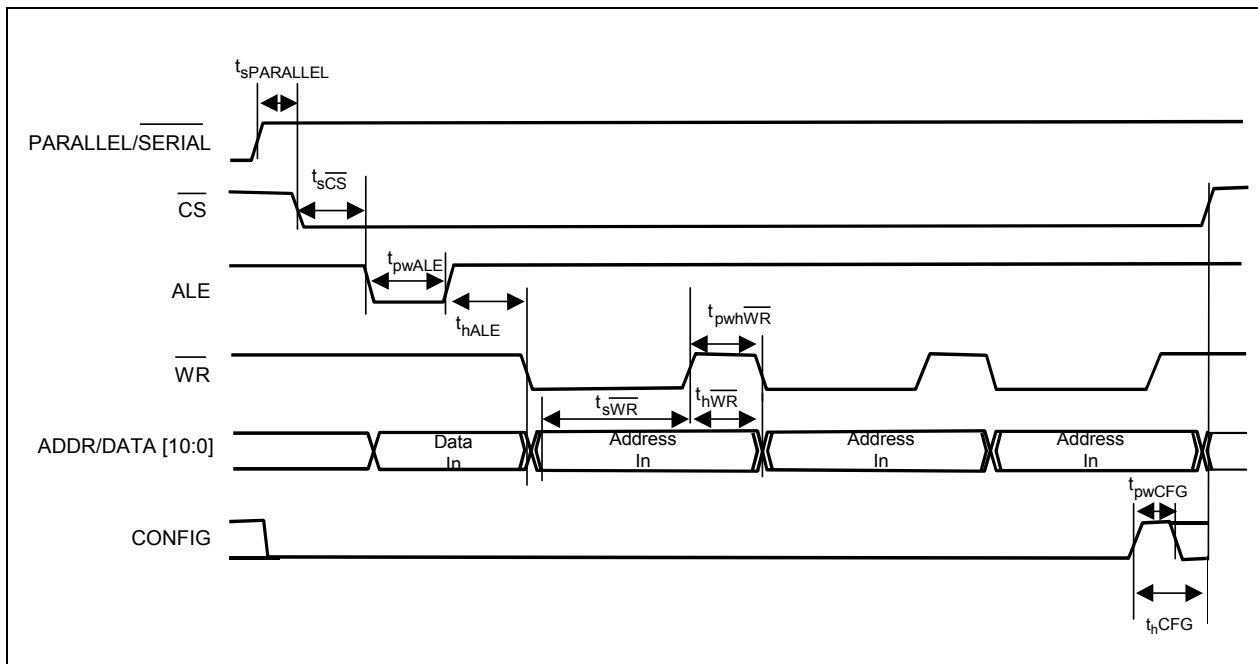 tsPARALLEL
PARALLEL/SERIAL
tsCS
CS
tpwALE
ALE
thALE
tpwhWR
WR
tsWR
thWR
ADDR/DATA [10:0]
Data
In
Address
In
Address
In
Address
In
tpwCFG
CONFIG
thCFG